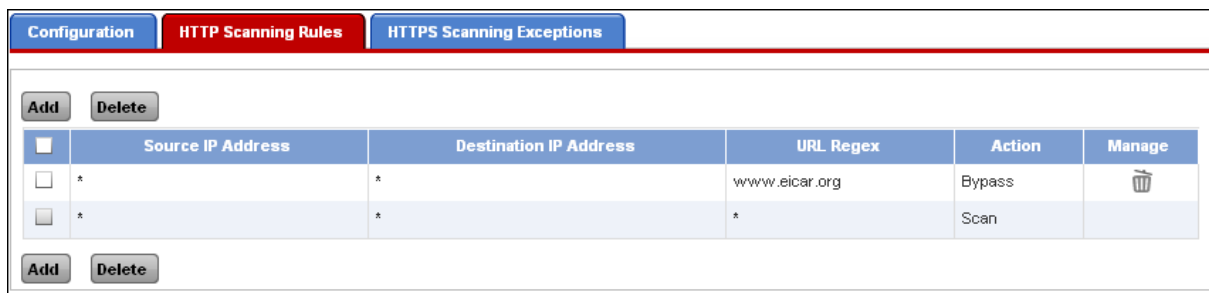 Configuration HTTP Scanning Rules HTTPS Scanning Exceptions
Add Delete
Source IP Address Destination IP Address URL Regex Action Manage
* * www.eicar.org Bypass
* * * Scan
Add Delete